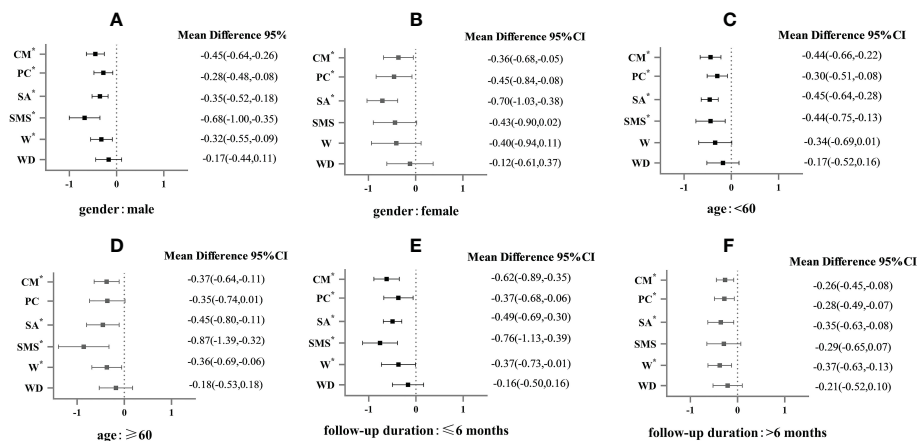 A
Mean Difference 95%
CM* -0.45(-0.64,-0.26)
PC* -0.28(-0.48,-0.08)
SA* -0.35(-0.52,-0.18)
SMS* -0.68(-1.00,-0.35)
W* -0.32(-0.55,-0.09)
WD -0.17(-0.44,0.11)
-1 0 1
gender:male
B
Mean Difference 95%CI
CM* -0.36(-0.68,-0.05)
PC* -0.45(-0.84,-0.08)
SA* -0.70(-1.03,-0.38)
SMS -0.43(-0.90,0.02)
W -0.40(-0.94,0.11)
WD -0.12(-0.61,0.37)
-1 0 1
gender:female
C
Mean Difference 95%CI
CM* -0.44(-0.66,-0.22)
PC* -0.30(-0.51,-0.08)
SA* -0.45(-0.64,-0.28)
SMS* -0.44(-0.75,-0.13)
W -0.34(-0.69,0.01)
WD -0.17(-0.52,0.16)
-1 0 1
age:<60
D
Mean Difference 95%CI
CM* -0.37(-0.64,-0.11)
PC -0.35(-0.74,0.01)
SA* -0.45(-0.80,-0.11)
SMS* -0.87(-1.39,-0.32)
W* -0.36(-0.69,-0.06)
WD -0.18(-0.53,0.18)
-1 0 1
age:≥60
E
Mean Difference 95%CI
CM* -0.62(-0.89,-0.35)
PC* -0.37(-0.68,-0.06)
SA* -0.49(-0.69,-0.30)
SMS* -0.76(-1.13,-0.39)
W* -0.37(-0.73,-0.01)
WD -0.16(-0.50,0.16)
-1 0 1
follow-up duration:≤6 months
F
Mean Difference 95%CI
CM* -0.26(-0.45,-0.08)
PC* -0.28(-0.49,-0.07)
SA* -0.35(-0.63,-0.08)
SMS -0.29(-0.65,0.07)
W* -0.37(-0.63,-0.13)
WD -0.21(-0.52,0.10)
-1 0 1
follow-up duration:>6 months